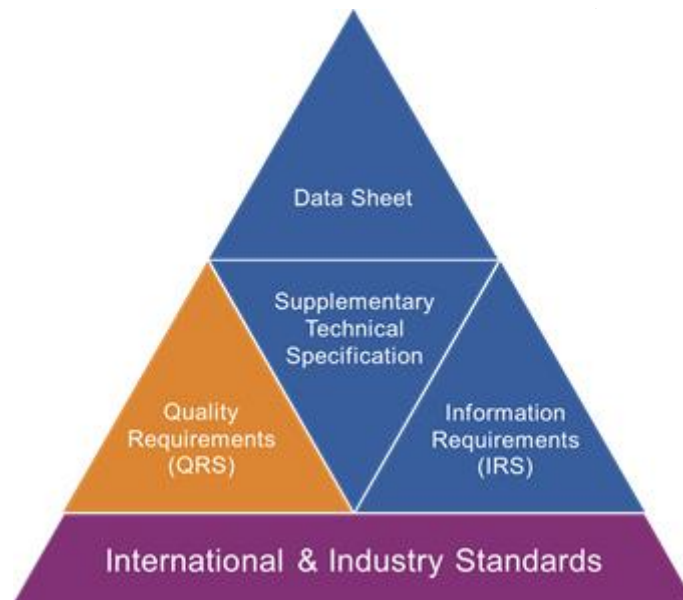 Data Sheet
Supplementary
Technical
Specification
Quality
Requirements
(QRS)
Information
Requirements
(IRS)
International & Industry Standards